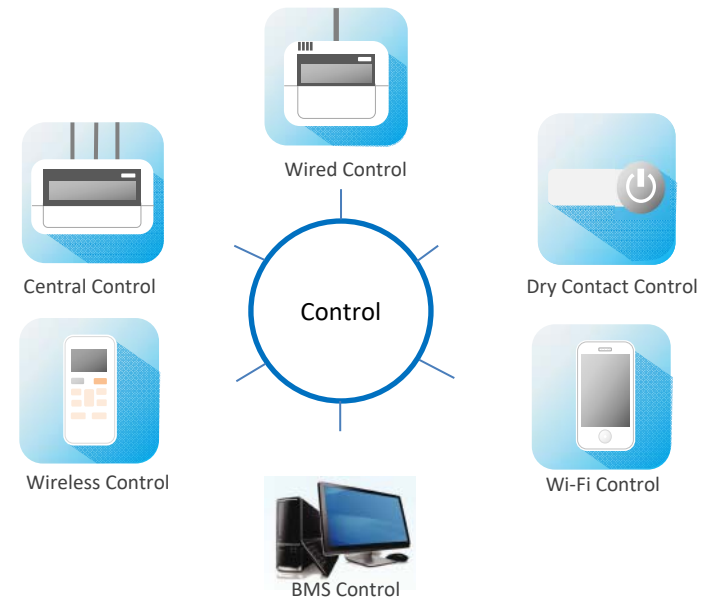 Wired Control
Central Control
Dry Contact Control
Control
Wireless Control
Wi-Fi Control
BMS Control